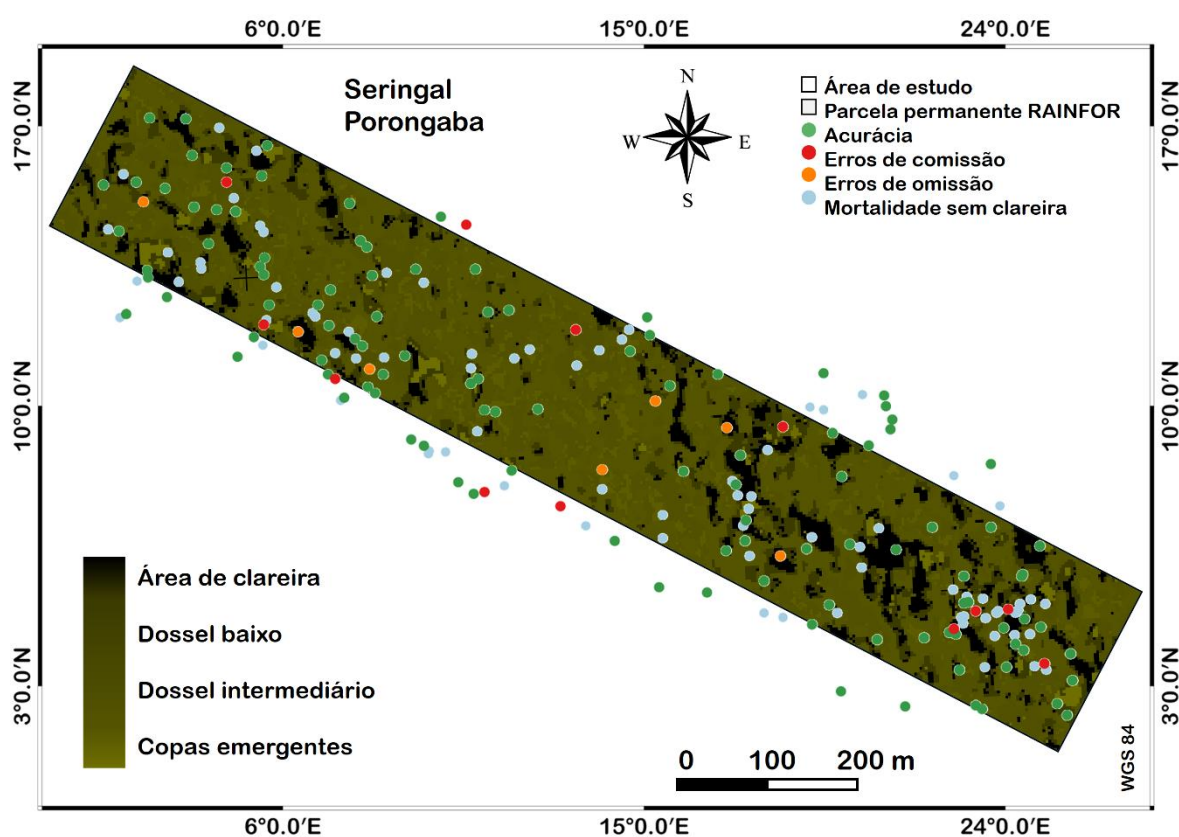 6°0.0′E 15°0.0′E 24°0.0′E
Seringal
Porongaba
N
W E
S
Área de estudo
Parcela permanente RAINFOR
Acurácia
Erros de comissão
Erros de omissão
Mortalidade sem clareira
17°0.0′N 17°0.0′N
10°0.0′N 10°0.0′N
3°0.0′N 3°0.0′N
Área de clareira
Dossel baixo
Dossel intermediário
Copas emergentes
0 100 200 m
WGS 84
6°0.0′E 15°0.0′E 24°0.0′E